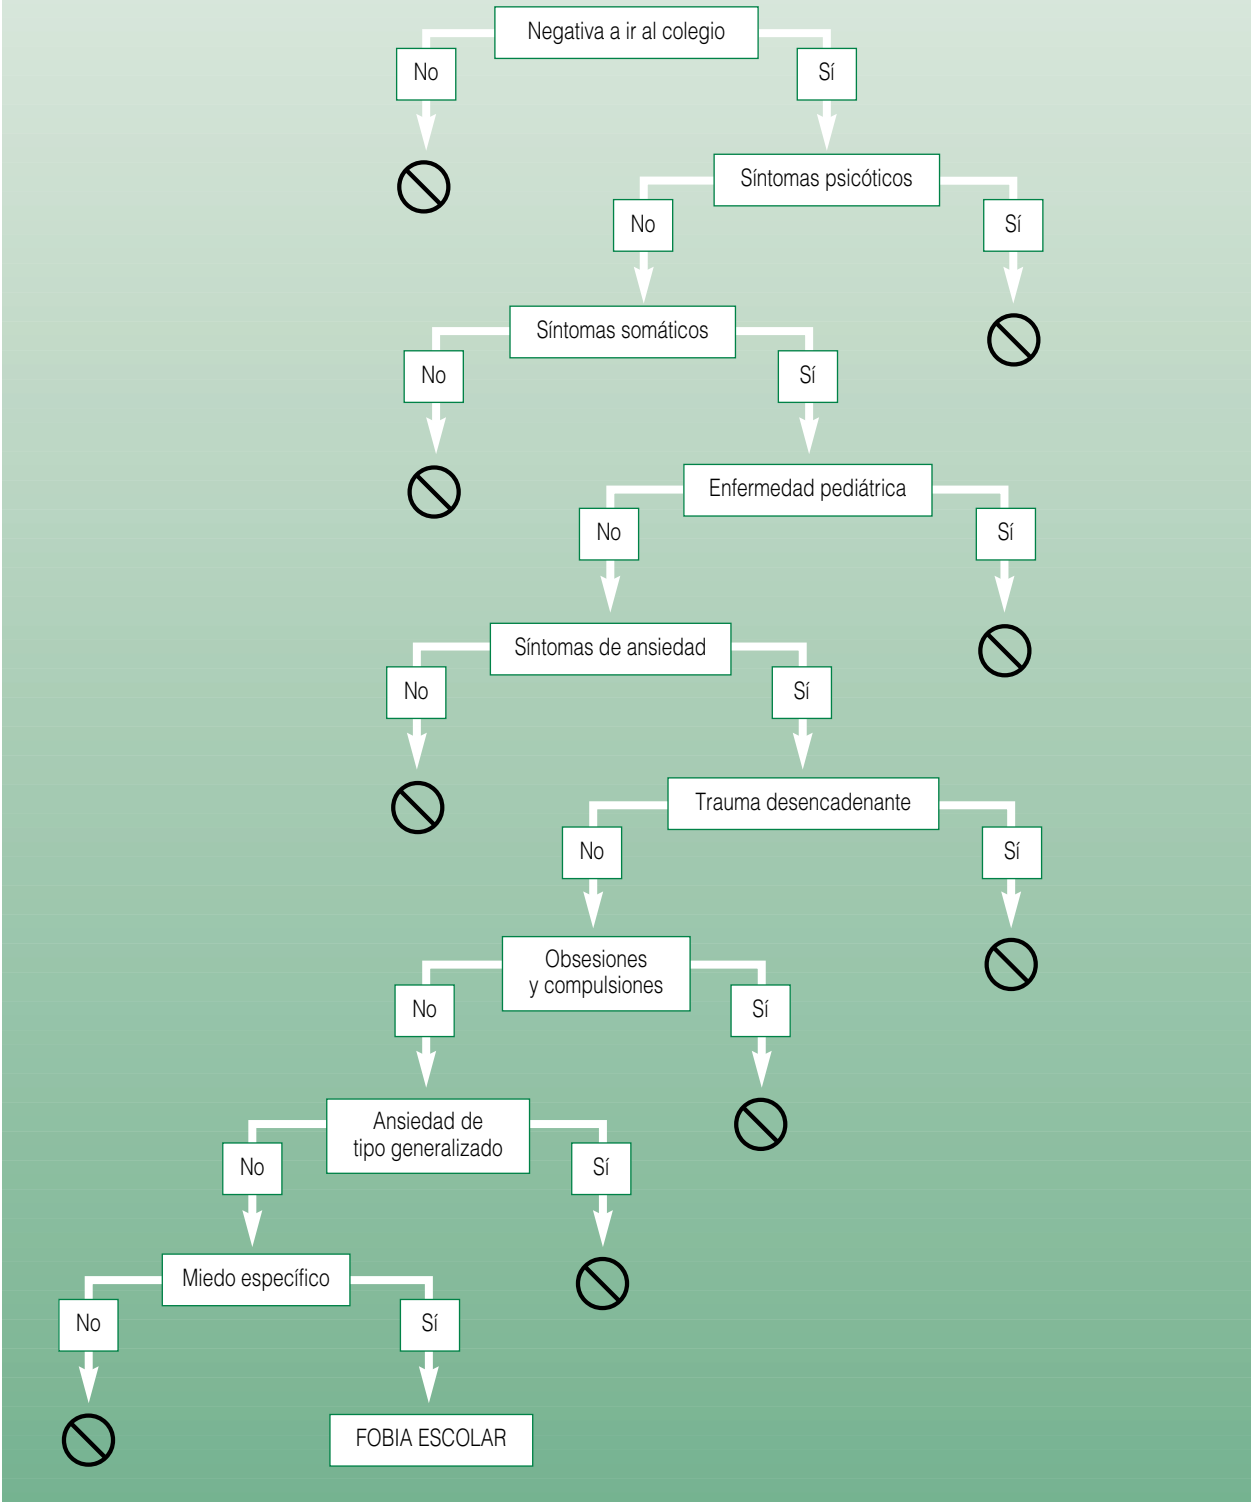 Negativa a ir al colegio
No
Sí
Síntomas psicóticos
No
Sí
Síntomas somáticos
No
Sí
Enfermedad pediátrica
No
Sí
Síntomas de ansiedad
No
Sí
Trauma desencadenante
No
Sí
Obsesiones
y compulsiones
No
Sí
Ansiedad de
tipo generalizado
No
Sí
Miedo específico
No
Sí
FOBIA ESCOLAR